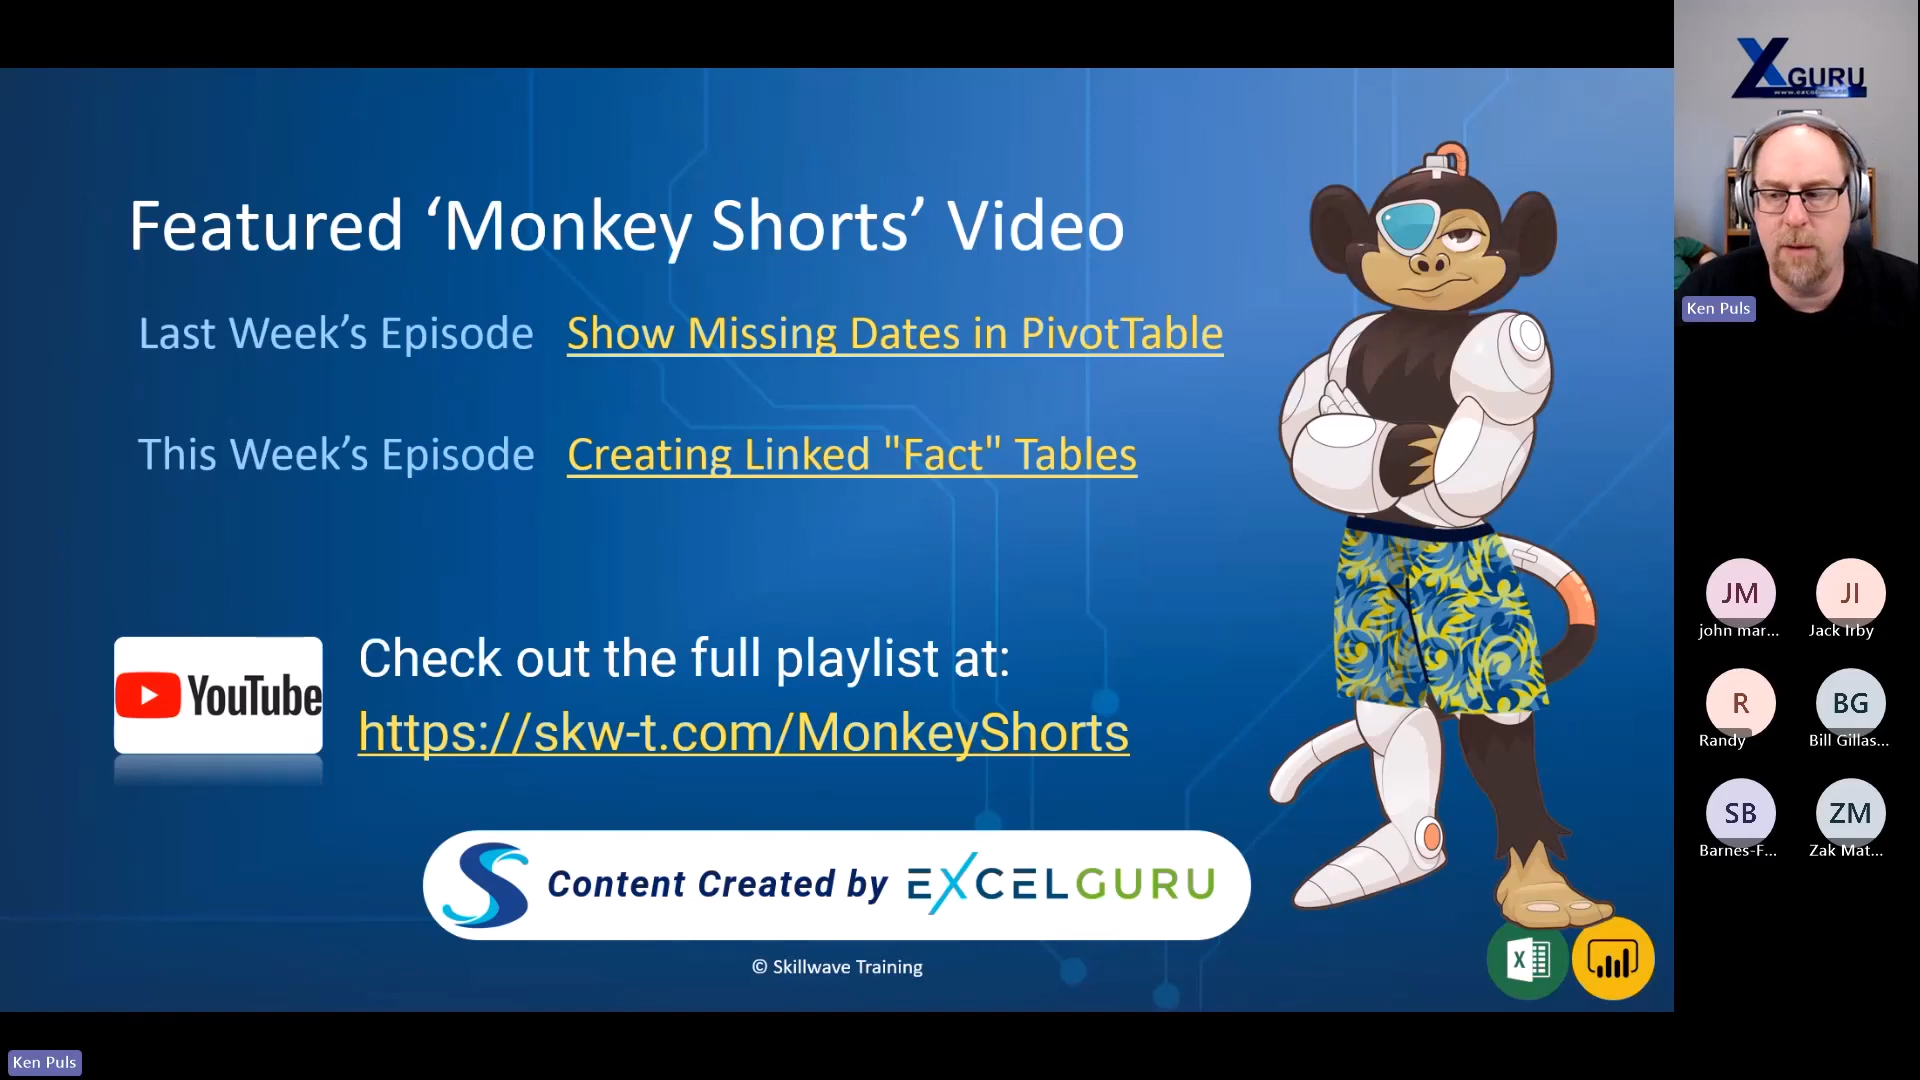 Featured ‘Monkey Shorts’ Video
Last Week’s Episode Show Missing Dates in PivotTable
This Week’s Episode Creating Linked "Fact" Tables
YouTube
Check out the full playlist at:
https://skw-t.com/MonkeyShorts
Content Created by EXCELGURU
© Skillwave Training
X
XGURU
Ken Puls
JM
john mar...
JI
Jack Irby
R
Randy
BG
Bill Gillas...
SB
Barnes-F...
ZM
Zak Mat...
Ken Puls